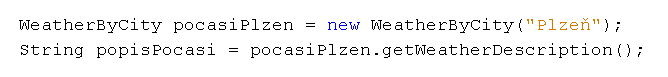 WeatherByCity pocasiPlzen = new WeatherByCity("Plzeň");
String popisPocasi = pocasiPlzen.getWeatherDescription();